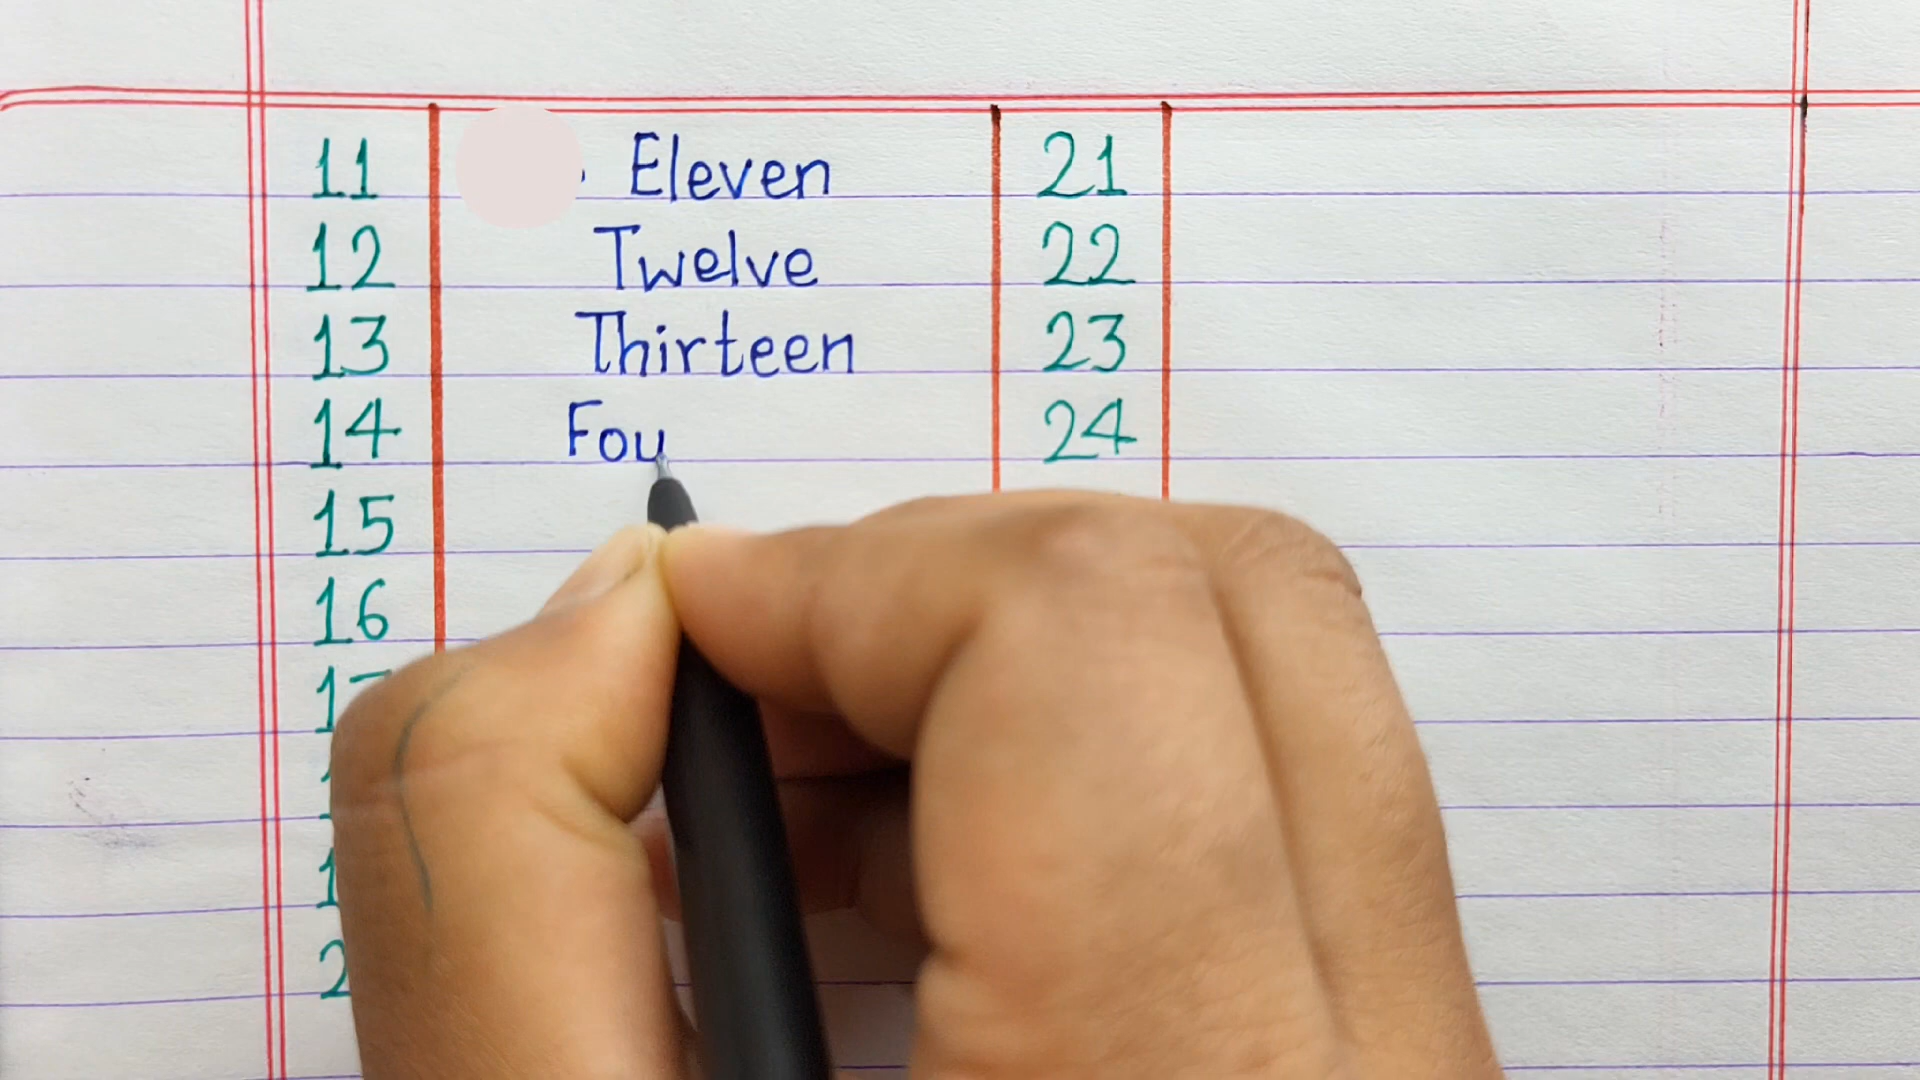 11 Eleven 21
12 Twelve 22
13 Thirteen 23
14 Fou 24
15
16